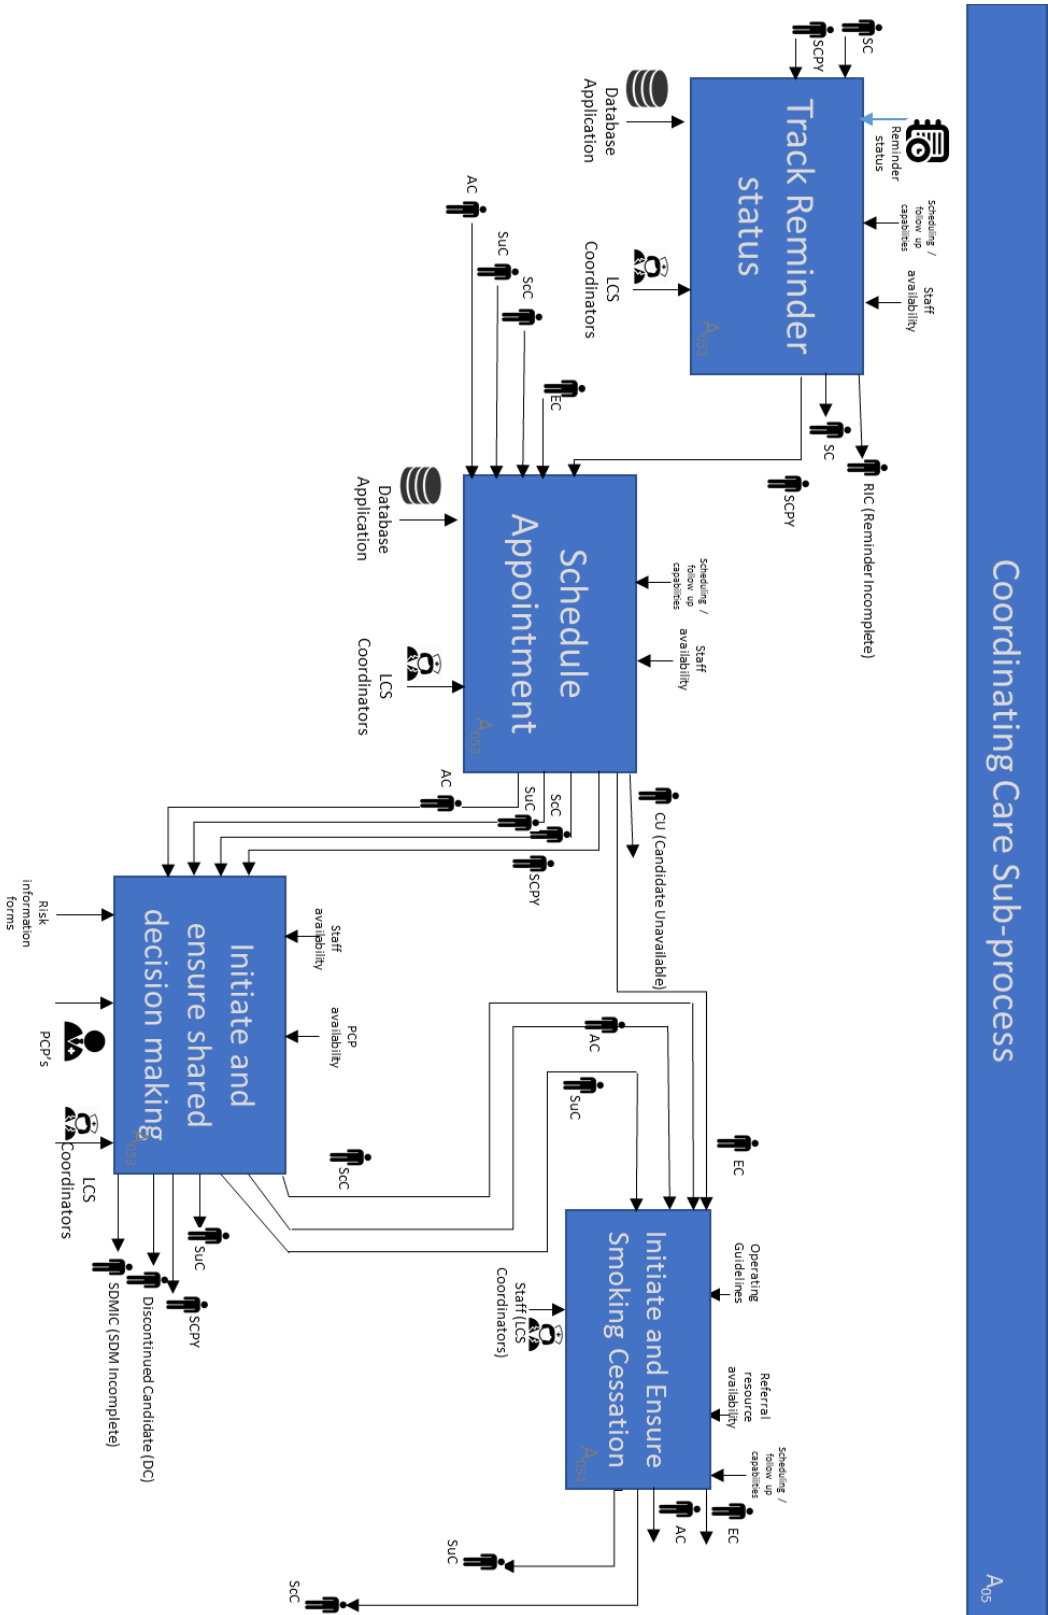 Coordinating Care Sub-process
A05
SC
SCPY
Reminder
status
Scheduling /
follow up
capabilities
Staff
availability
Track Reminder
status
A051
Database
Application
LCS
Coordinators
RIC (Reminder Incomplete)
SC
SCPY
AC
SuC
ScC
EC
Scheduling /
follow up
capabilities
Staff
availability
Schedule
Appointment
A052
Database
Application
LCS
Coordinators
CU (Candidate Unavailable)
AC
SuC
ScC
SCPY
Staff
availability
PCP
availability
Initiate and
ensure shared
decision making
A053
Risk
information
forms
PCP's
LCS
Coordinators
AC
SuC
ScC
EC
SuC
SCPY
Discontinued Candidate (DC)
SDMIC (SDM Incomplete)
Operating
Guidelines
Referral
resource
availability
Scheduling /
follow up
capabilities
Initiate and Ensure
Smoking Cessation
A054
Staff (LCS
Coordinators)
EC
AC
SuC
ScC